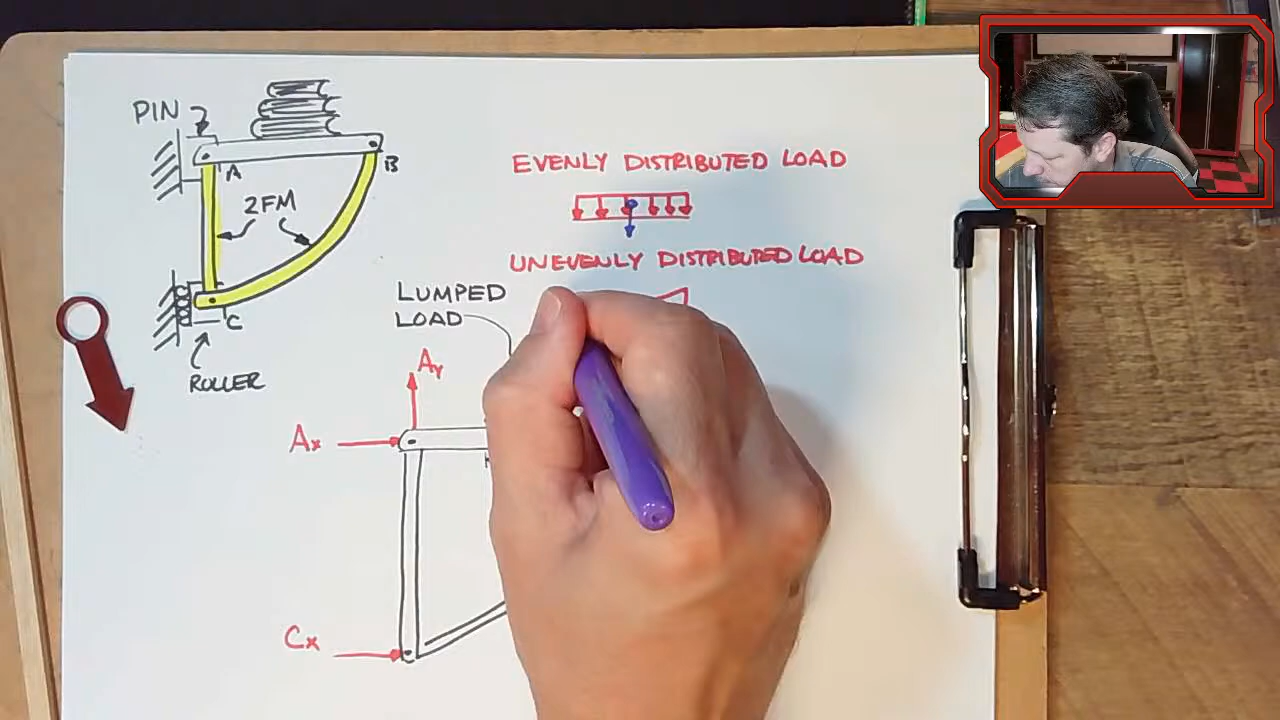 PIN
A
B
2FM
C
ROLLER
EVENLY DISTRIBUTED LOAD
UNEVENLY DISTRIBUTED LOAD
LUMPED
LOAD
Ay
Ax
Cx